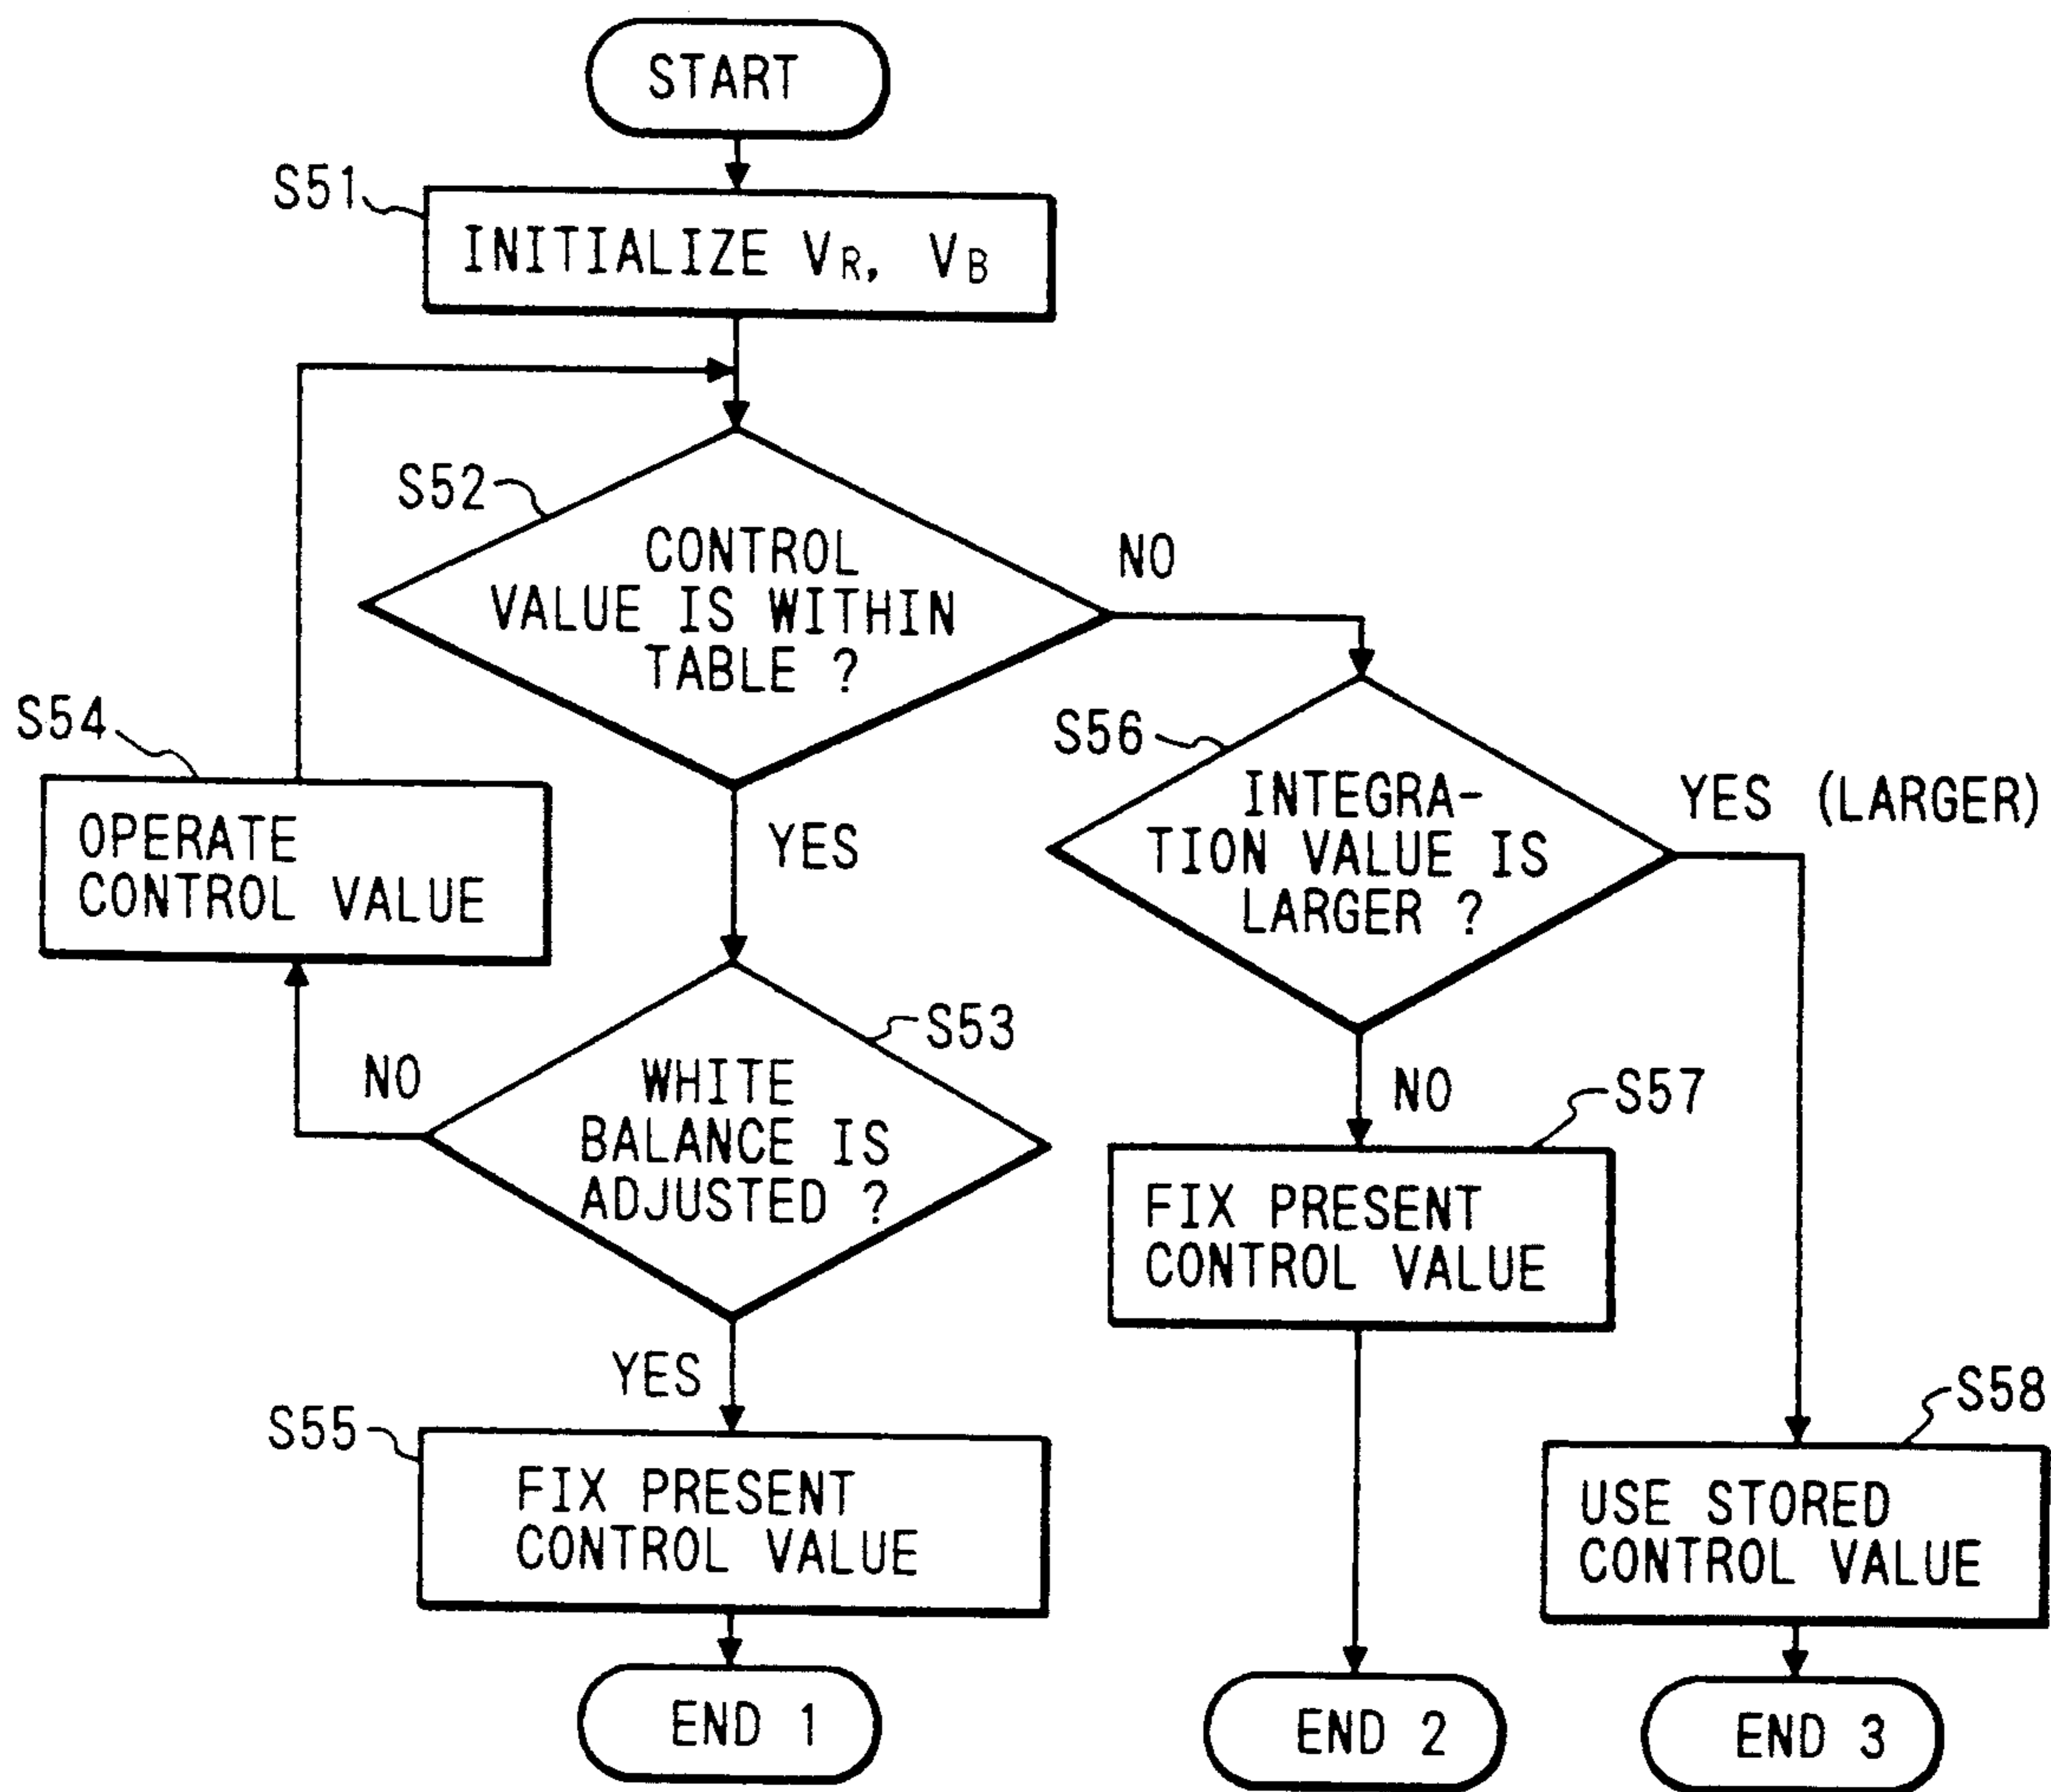 START
S51
INITIALIZE VR, VB
S52
CONTROL
VALUE IS WITHIN
TABLE ?
NO
YES
S54
OPERATE
CONTROL VALUE
S53
WHITE
BALANCE IS
ADJUSTED ?
NO
YES
S55
FIX PRESENT
CONTROL VALUE
END 1
S56
INTEGRA-
TION VALUE IS
LARGER ?
YES (LARGER)
NO
S57
FIX PRESENT
CONTROL VALUE
END 2
S58
USE STORED
CONTROL VALUE
END 3